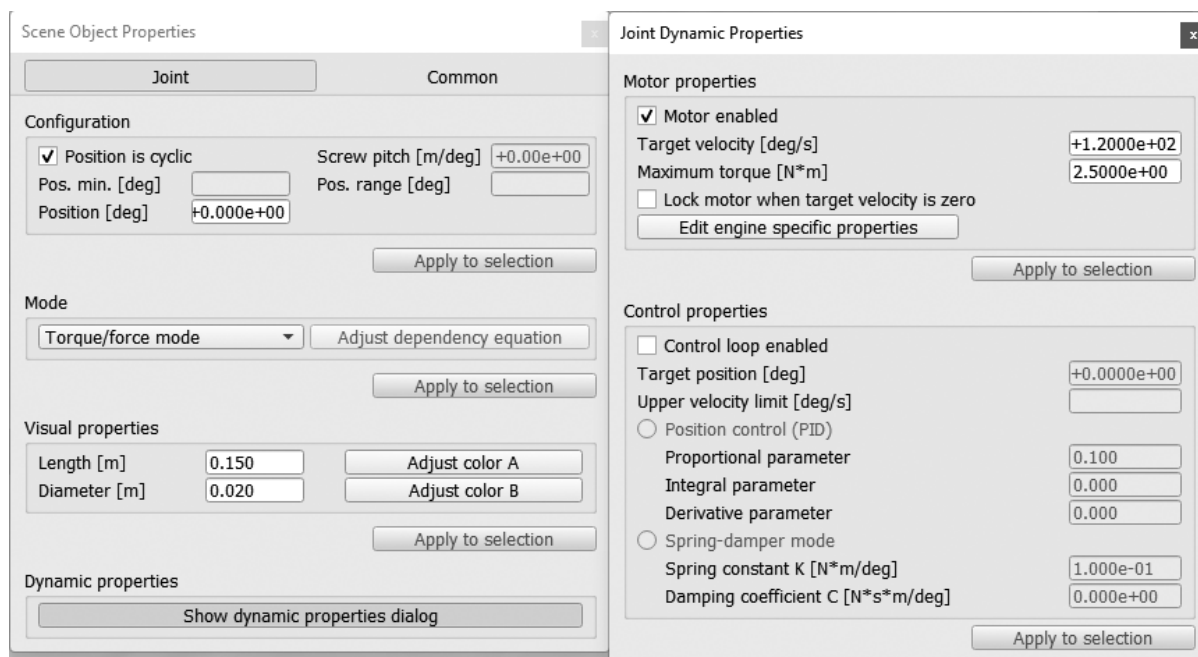 Scene Object Properties x
Joint Common
Configuration
Position is cyclic Screw pitch [m/deg] +0.00e+00
Pos. min. [deg] Pos. range [deg]
Position [deg] +0.000e+00
Apply to selection
Mode
Torque/force mode Adjust dependency equation
Apply to selection
Visual properties
Length [m] 0.150 Adjust color A
Diameter [m] 0.020 Adjust color B
Apply to selection
Dynamic properties
Show dynamic properties dialog
Joint Dynamic Properties x
Motor properties
Motor enabled
Target velocity [deg/s] +1.2000e+02
Maximum torque [N*m] 2.5000e+00
Lock motor when target velocity is zero
Edit engine specific properties
Apply to selection
Control properties
Control loop enabled
Target position [deg] +0.0000e+00
Upper velocity limit [deg/s]
Position control (PID)
Proportional parameter 0.100
Integral parameter 0.000
Derivative parameter 0.000
Spring-damper mode
Spring constant K [N*m/deg] 1.000e-01
Damping coefficient C [N*s*m/deg] 0.000e+00
Apply to selection